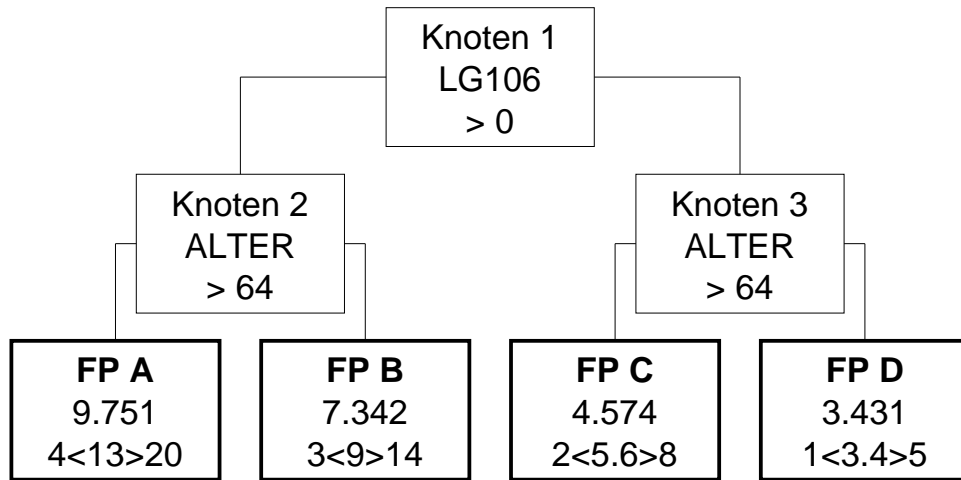 Knoten 1
LG106
> 0
Knoten 2
ALTER
> 64
Knoten 3
ALTER
> 64
FP A
9.751
4<13>20
FP B
7.342
3<9>14
FP C
4.574
2<5.6>8
FP D
3.431
1<3.4>5